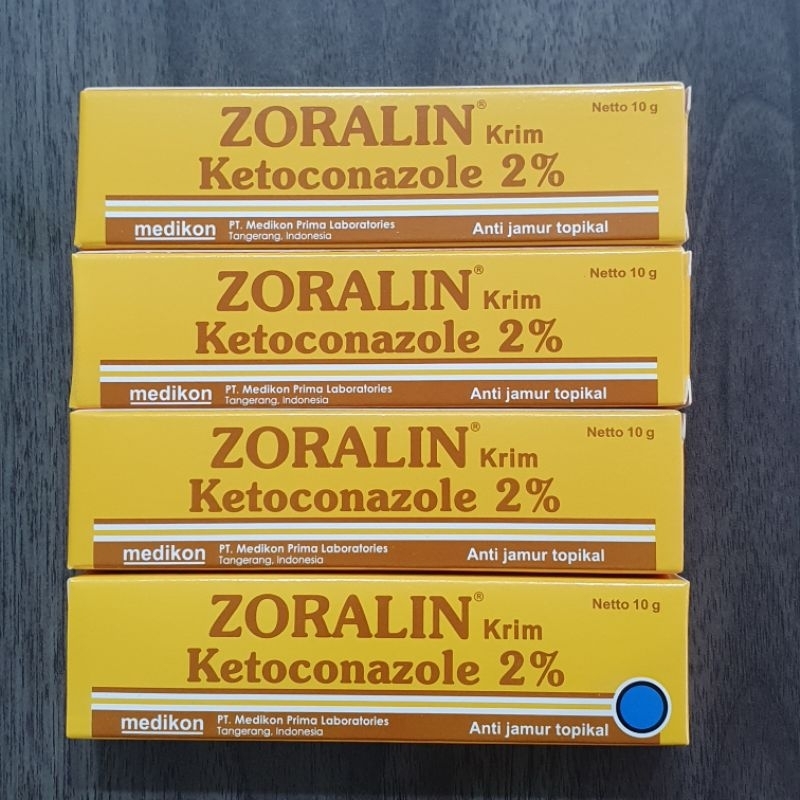 ZORALIN® Krim
Netto 10 g
Ketoconazole 2%
medikon
PT. Medikon Prima Laboratories
Tangerang, Indonesia
Anti jamur topikal
ZORALIN® Krim
Netto 10 g
Ketoconazole 2%
medikon
PT. Medikon Prima Laboratories
Tangerang, Indonesia
Anti jamur topikal
ZORALIN® Krim
Netto 10 g
Ketoconazole 2%
medikon
PT. Medikon Prima Laboratories
Tangerang, Indonesia
Anti jamur topikal
ZORALIN® Krim
Netto 10 g
Ketoconazole 2%
medikon
PT. Medikon Prima Laboratories
Tangerang, Indonesia
Anti jamur topikal